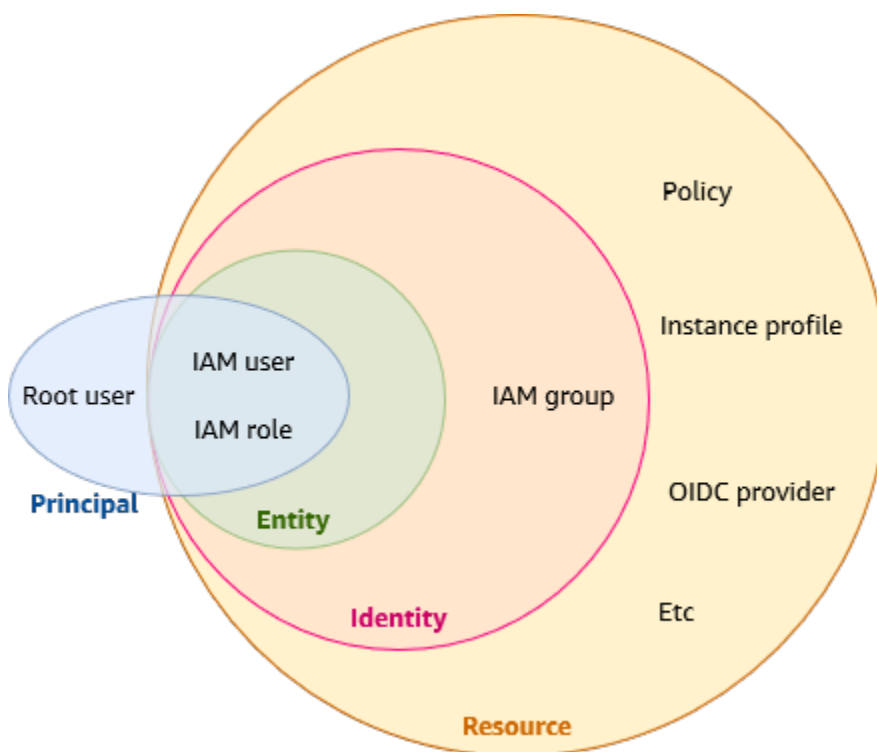 Policy
Instance profile
IAM user
Root user
IAM group
IAM role
OIDC provider
Principal
Entity
Etc
Identity
Resource